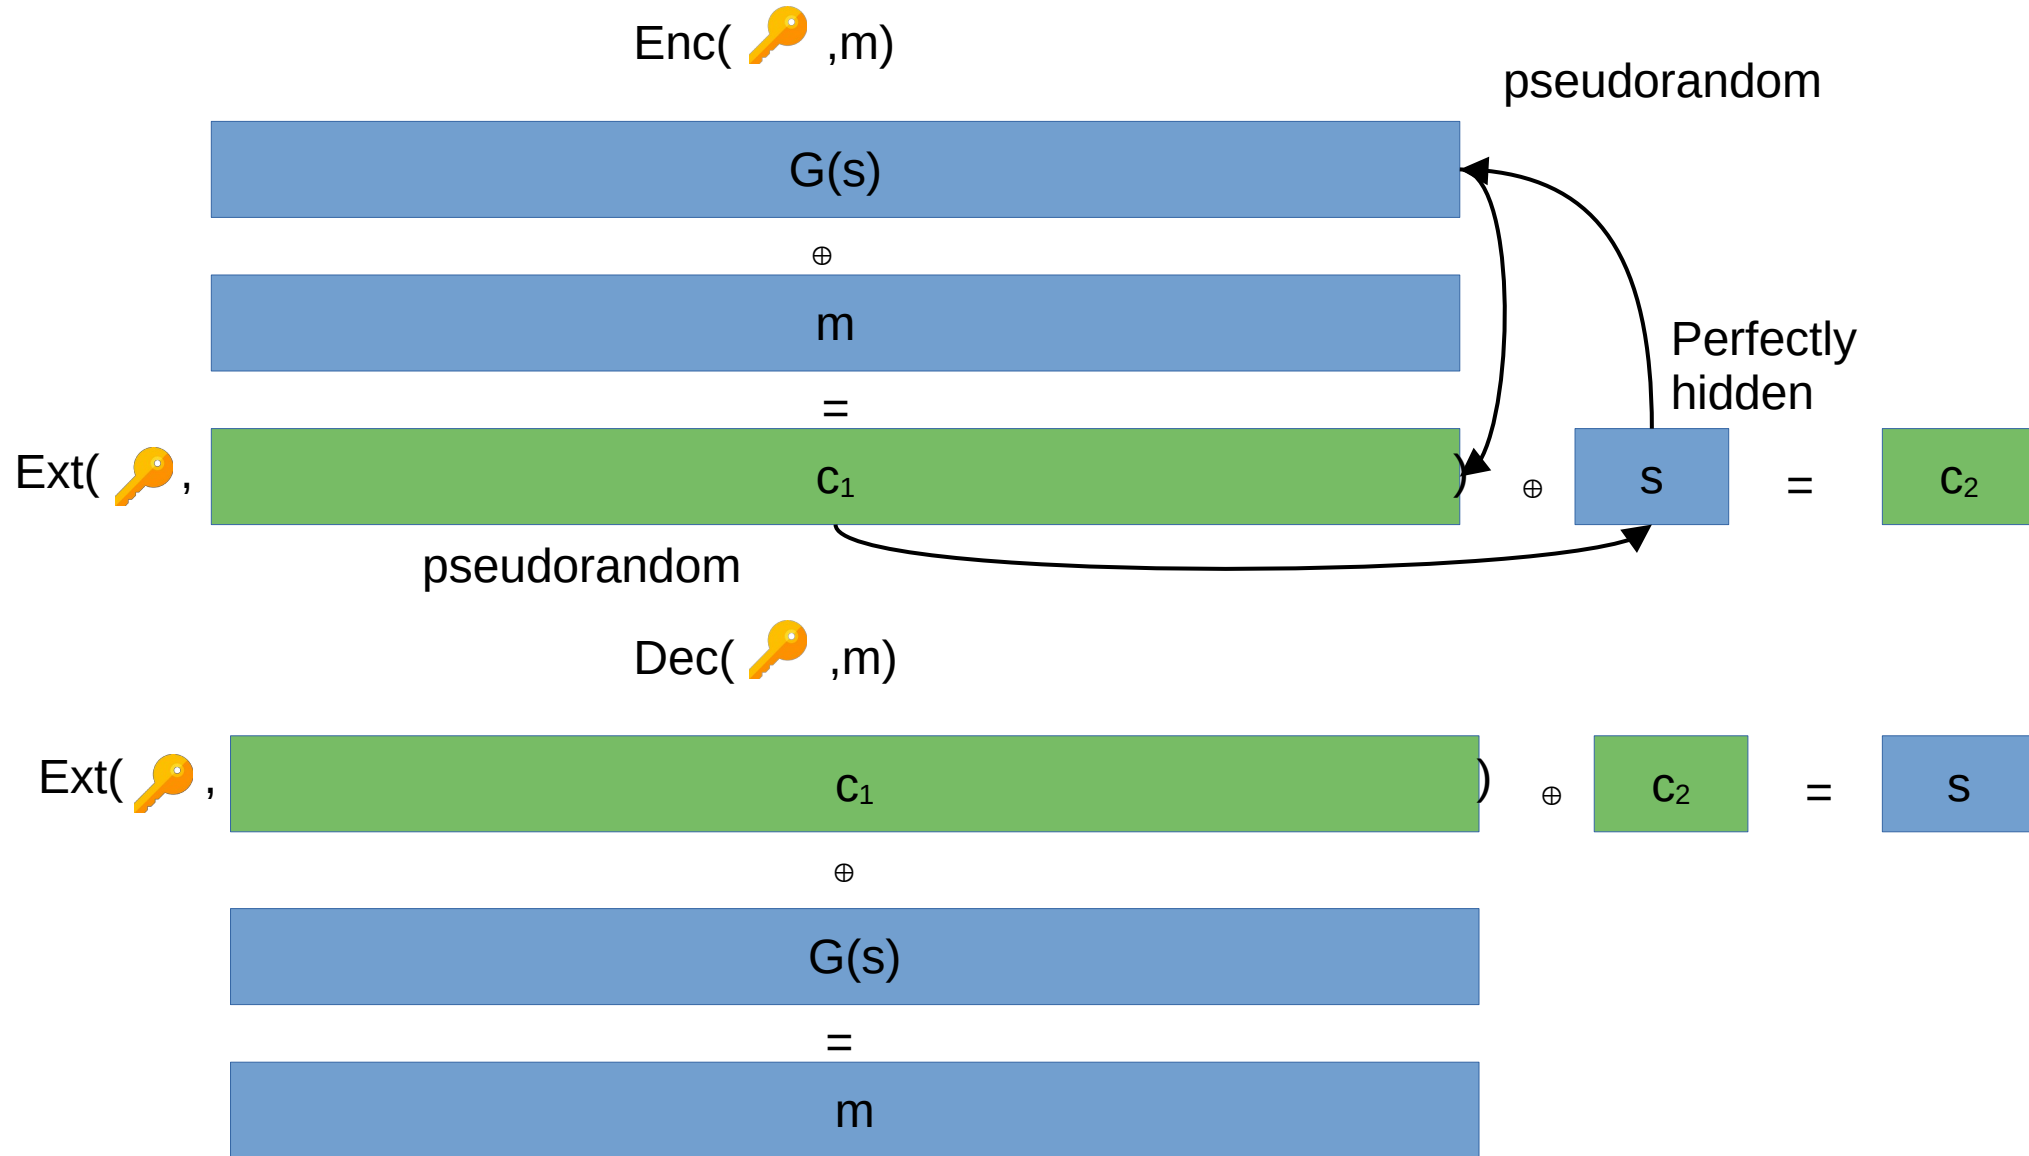 Enc( 🔑 ,m)
pseudorandom
G(s)
⊕
m
=
Perfectly
hidden
Ext( 🔑 , c₁ ) ⊕ s = c₂
pseudorandom
Dec( 🔑 ,m)
Ext( 🔑 , c₁ ) ⊕ c₂ = s
⊕
G(s)
=
m